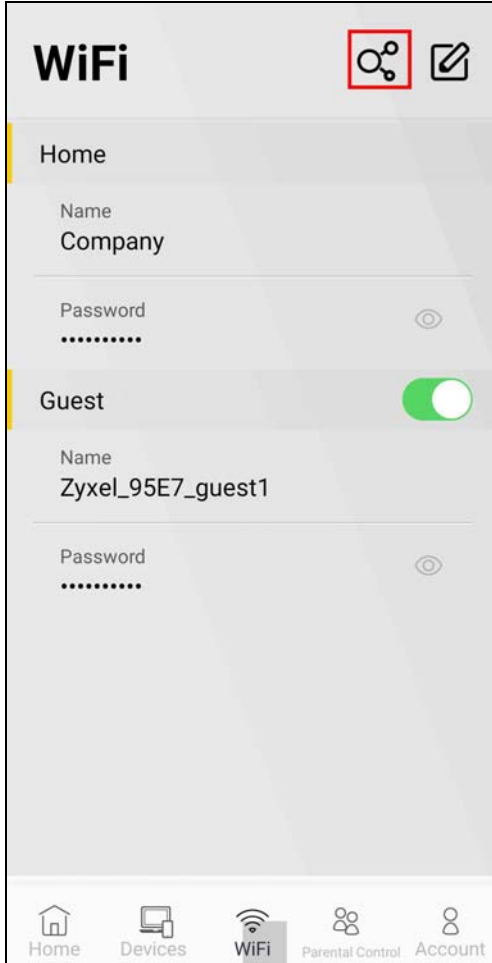 WiFi
Home
Name
Company
Password
••••••••••
Guest
Name
Zyxel_95E7_guest1
Password
••••••••••
Home Devices WiFi Parental Control Account